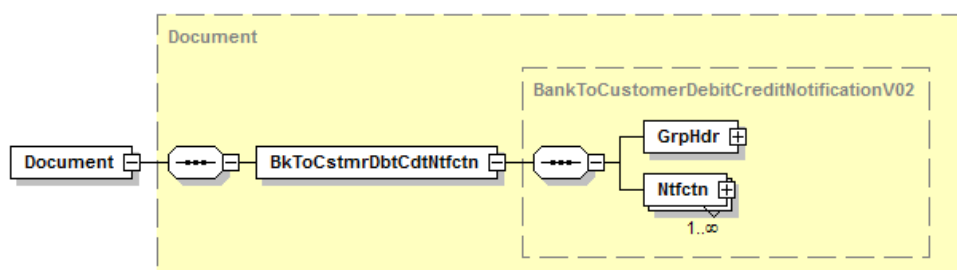 Document
BankToCustomerDebitCreditNotificationV02
GrpHdr
Document
BkToCstmrDbtCdtNtfctn
Ntfctn
1..∞